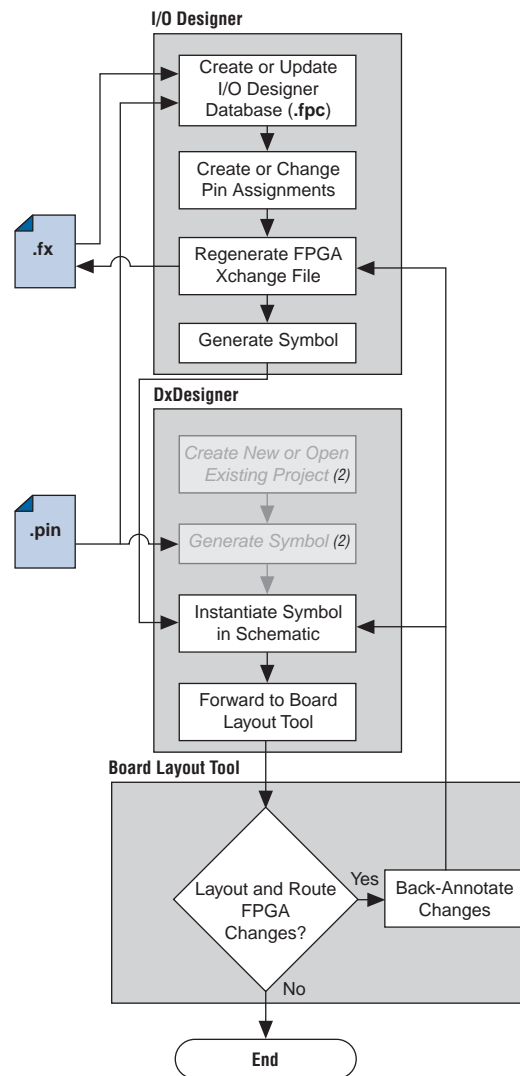 I/O Designer
Create or Update
I/O Designer
Database (.fpc)
Create or Change
Pin Assignments
.fx
Regenerate FPGA
Xchange File
Generate Symbol
DxDesigner
Create New or Open
Existing Project (2)
.pin
Generate Symbol (2)
Instantiate Symbol
in Schematic
Forward to Board
Layout Tool
Board Layout Tool
Layout and Route
FPGA
Changes?
Yes
Back-Annotate
Changes
No
End